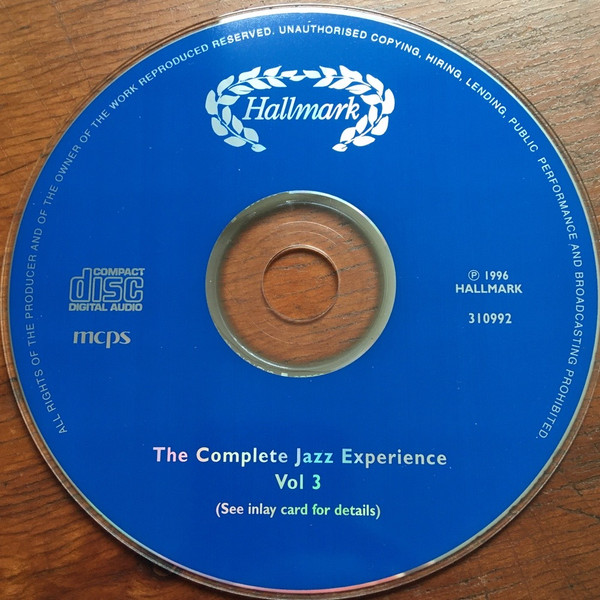 ALL RIGHTS OF THE PRODUCER AND OF THE OWNER OF THE WORK REPRODUCED RESERVED. UNAUTHORISED COPYING, HIRING, LENDING, PUBLIC PERFORMANCE AND BROADCASTING PROHIBITED.
Hallmark
COMPACT
disc
DIGITAL AUDIO
mcps
℗ 1996
HALLMARK
310992
The Complete Jazz Experience
Vol 3
(See inlay card for details)